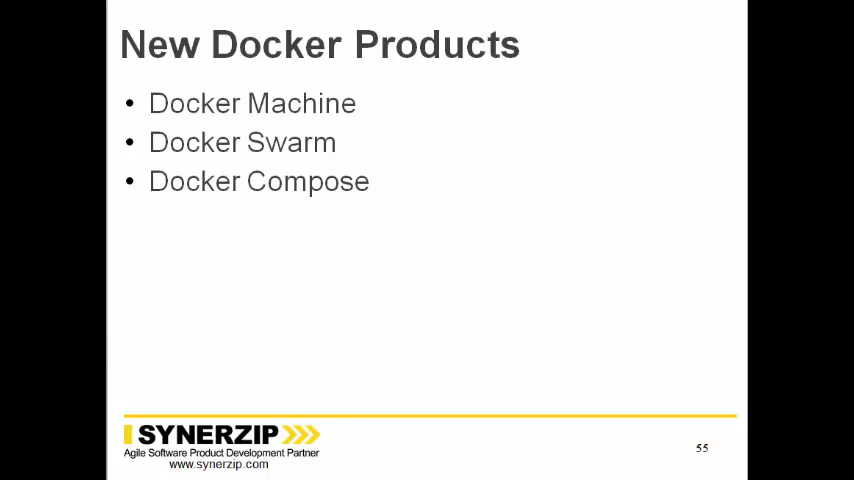 New Docker Products
• Docker Machine
• Docker Swarm
• Docker Compose
SYNERZIP
Agile Software Product Development Partner
www.synerzip.com
55